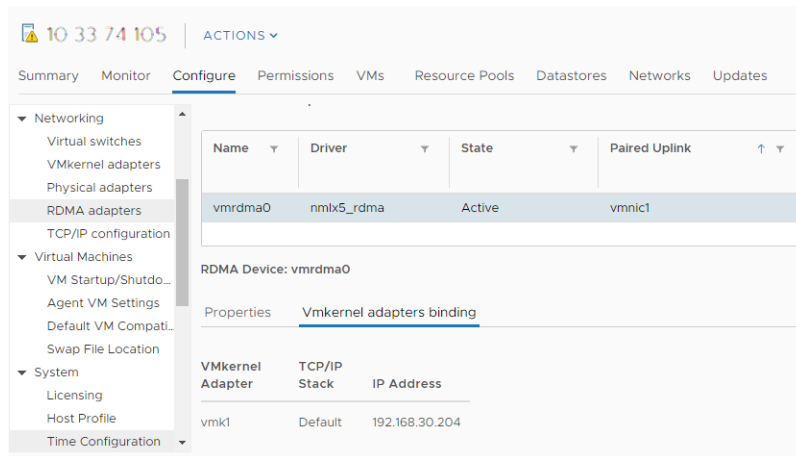 10 33 74 105 ACTIONS
Summary Monitor Configure Permissions VMs Resource Pools Datastores Networks Updates
Networking
Virtual switches
VMkernel adapters
Physical adapters
RDMA adapters
TCP/IP configuration
Virtual Machines
VM Startup/Shutdo...
Agent VM Settings
Default VM Compati...
Swap File Location
System
Licensing
Host Profile
Time Configuration
Name Driver State Paired Uplink
vmrdma0 nmlx5_rdma Active vmnic1
RDMA Device: vmrdma0
Properties Vmkernel adapters binding
VMkernel Adapter TCP/IP Stack IP Address
vmk1 Default 192.168.30.204